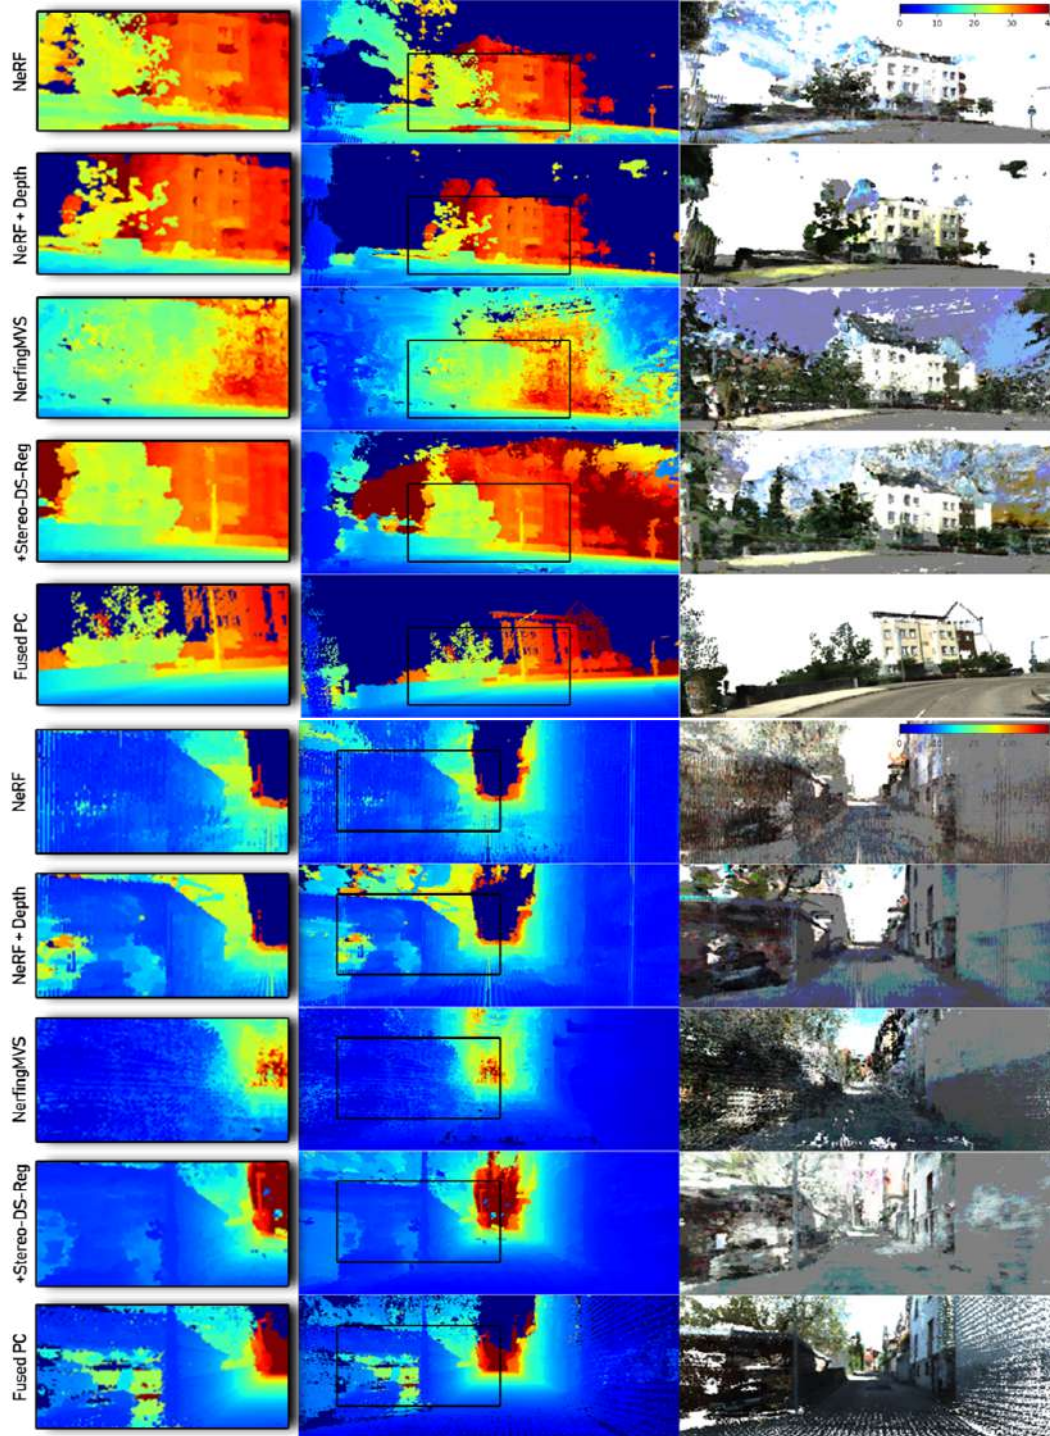 NeRF
0 10 20 30 4
NeRF + Depth
NerfingMVS
+Stereo-DS-Reg
Fused PC
NeRF
NeRF + Depth
NerfingMVS
+Stereo-DS-Reg
Fused PC